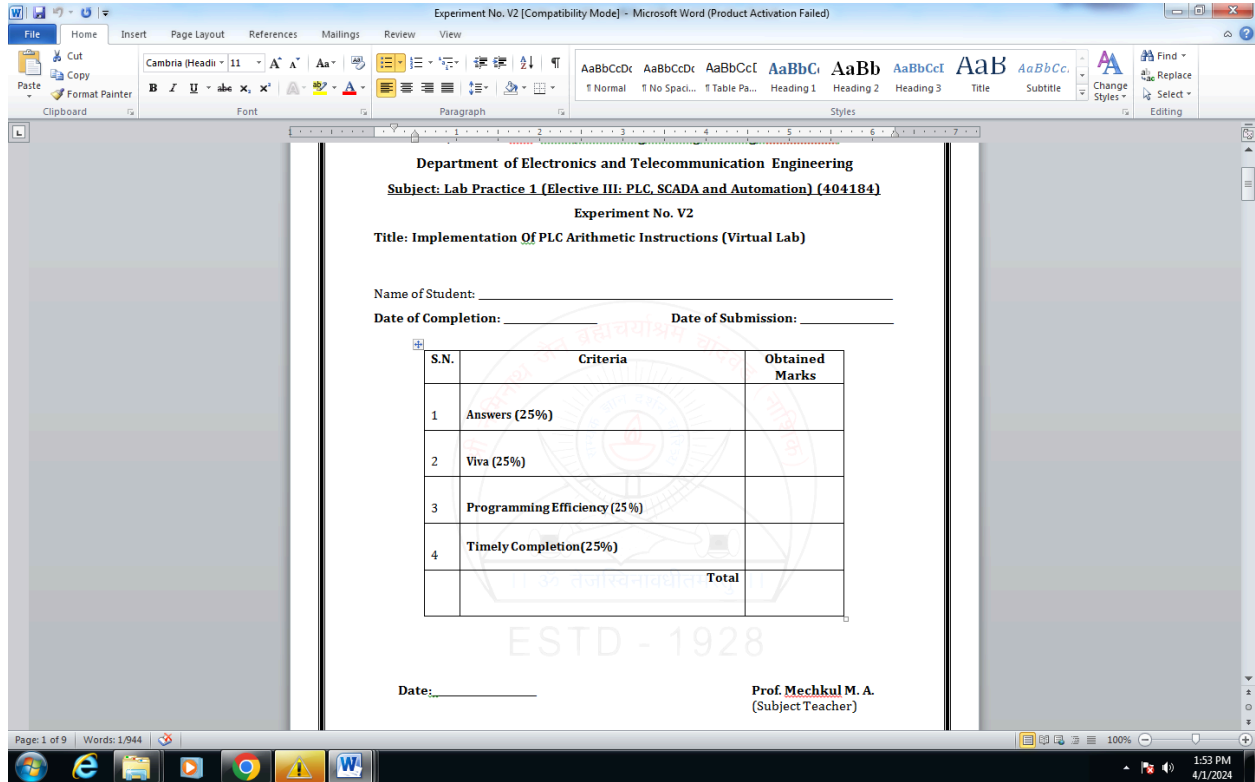 Experiment No. V2 [Compatibility Mode] - Microsoft Word (Product Activation Failed)
File Home Insert Page Layout References Mailings Review View
Paste
Cut
Copy
Format Painter
Clipboard
Cambria (Headi 11
Font
Paragraph
AaBbCcDc AaBbCcDc AaBbCcI AaBbC AaBb AaBbCcI AaB AaBbCc.
¶ Normal ¶ No Spaci... ¶ Table Pa... Heading 1 Heading 2 Heading 3 Title Subtitle
Styles
Change Styles
Find
Replace
Select
Editing
Department of Electronics and Telecommunication Engineering
Subject: Lab Practice 1 (Elective III: PLC, SCADA and Automation) (404184)
Experiment No. V2
Title: Implementation Of PLC Arithmetic Instructions (Virtual Lab)
Name of Student:
Date of Completion: Date of Submission:
S.N. Criteria Obtained
Marks
1 Answers (25%)
2 Viva (25%)
3 Programming Efficiency (25%)
4 Timely Completion(25%)
Total
ESTD - 1928
Date:
Prof. Mechkul M. A.
(Subject Teacher)
Page: 1 of 9 Words: 1/944 100%
1:53 PM
4/1/2024